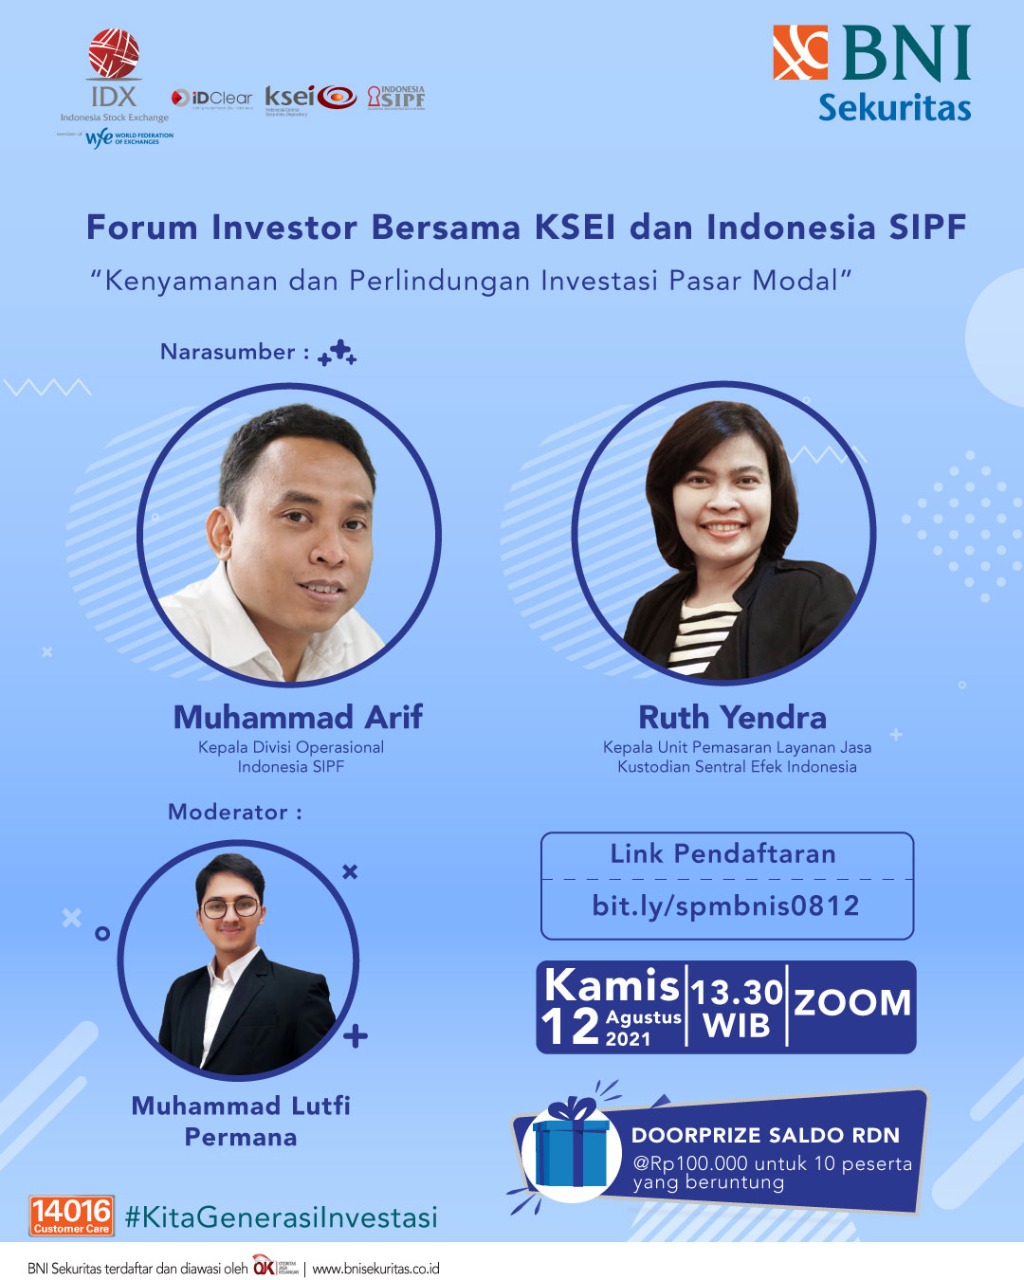 IDX
Indonesia Stock Exchange
wfe WORLD FEDERATION
OF EXCHANGES
iDClear
ksei
INDONESIA
SIPF
BNI
Sekuritas
Forum Investor Bersama KSEI dan Indonesia SIPF
“Kenyamanan dan Perlindungan Investasi Pasar Modal”
Narasumber :
Muhammad Arif
Kepala Divisi Operasional
Indonesia SIPF
Ruth Yendra
Kepala Unit Pemasaran Layanan Jasa
Kustodian Sentral Efek Indonesia
Moderator :
Muhammad Lutfi
Permana
Link Pendaftaran
bit.ly/spmbnis0812
Kamis
12 Agustus
2021
13.30
WIB
ZOOM
DOORPRIZE SALDO RDN
@Rp100.000 untuk 10 peserta
yang beruntung
14016
Customer Care
#KitaGenerasiInvestasi
BNI Sekuritas terdaftar dan diawasi oleh OJK | www.bnisekuritas.co.id